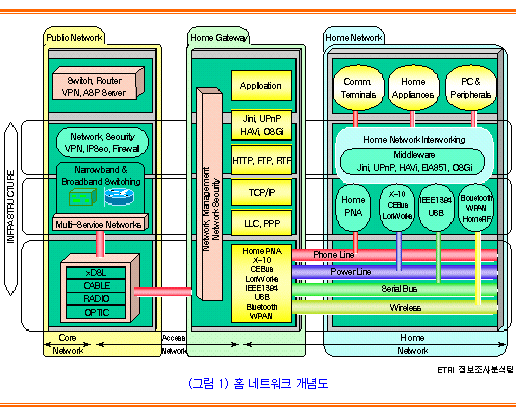 Public Network
Home Gateway
Home Network
Switch, Router
VPN, ASP Server
Application
Comm.
Terminals
Home
Appliances
PC &
Peripherals
Jini, UPnP
HAVi, OSGi
Network, Security
VPN, IPSec, Firewall
Home Network Interworking
Middleware
Jini, UPnP, HAVi, EIA851, OSGi
HTTP, FTP, RTP
Narrowband &
Broadband Switching
Multi-Service Networks
TCP/IP
LLC, PPP
Network, Management
Network Security
INFRASTRUCTURE
Home
PNA
X-10
CEBus
LonWorks
IEEE1394
USB
Bluetooth
WPAN
HomeRF
xDSL
CABLE
RADIO
OPTIC
Home PNA
X-10
CEBus
LonWorks
IEEE1394
USB
Bluetooth
WPAN
Phone Line
Power Line
Serial Bus
Wireless
Core
Network
Access
Network
Home
Network
ETRI 정보조사분석팀
(그림 1) 홈 네트워크 개념도